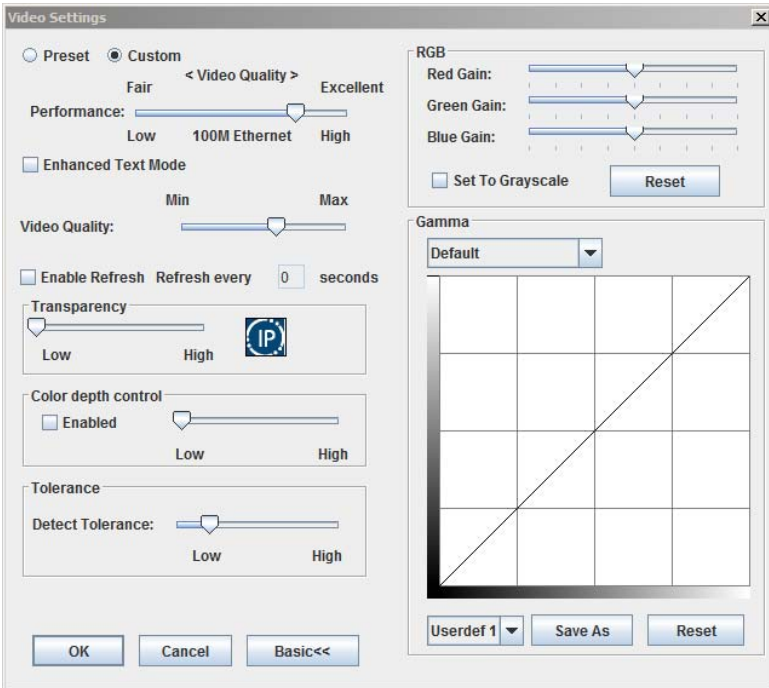 Video Settings
Preset Custom
< Video Quality >
Fair Excellent
Performance:
Low 100M Ethernet High
Enhanced Text Mode
Min Max
Video Quality:
Enable Refresh Refresh every 0 seconds
Transparency
Low High
IP
Color depth control
Enabled
Low High
Tolerance
Detect Tolerance:
Low High
OK Cancel Basic<<
RGB
Red Gain:
Green Gain:
Blue Gain:
Set To Grayscale Reset
Gamma
Default
Userdef 1 Save As Reset